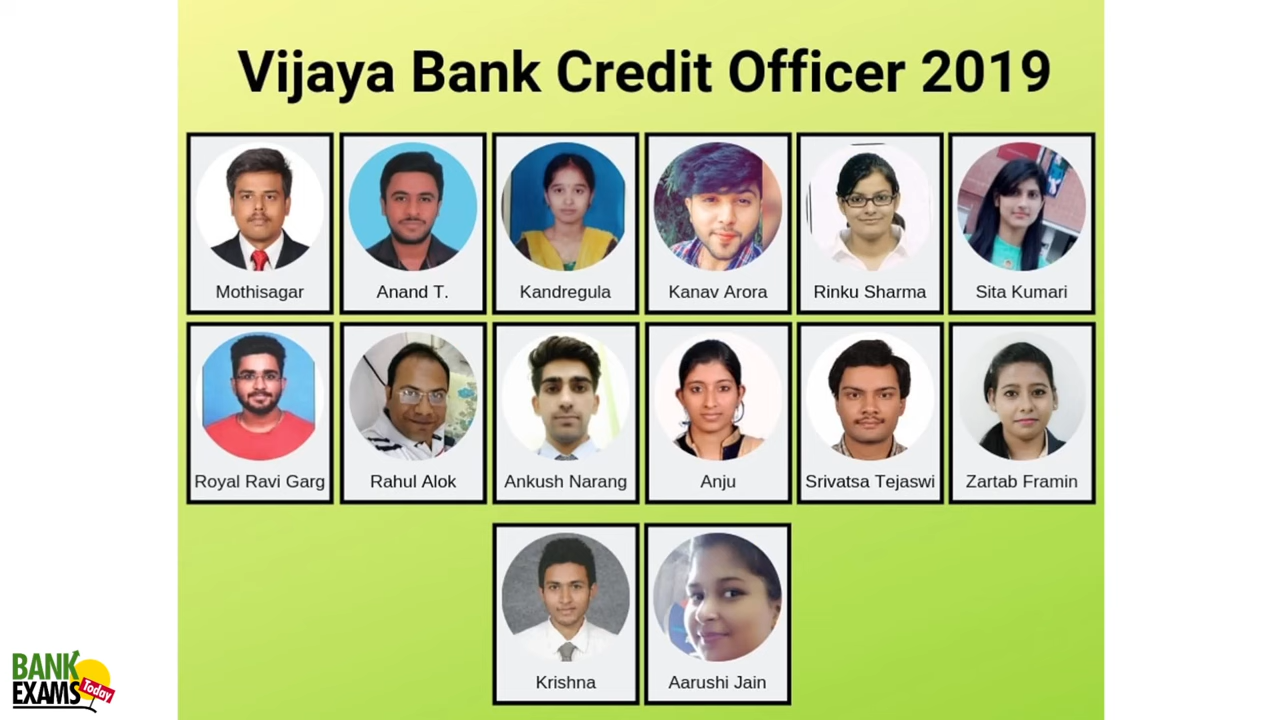 Vijaya Bank Credit Officer 2019
Mothisagar
Anand T.
Kandregula
Kanav Arora
Rinku Sharma
Sita Kumari
Royal Ravi Garg
Rahul Alok
Ankush Narang
Anju
Srivatsa Tejaswi
Zartab Framin
Krishna
Aarushi Jain
BANK
EXAMS
Today